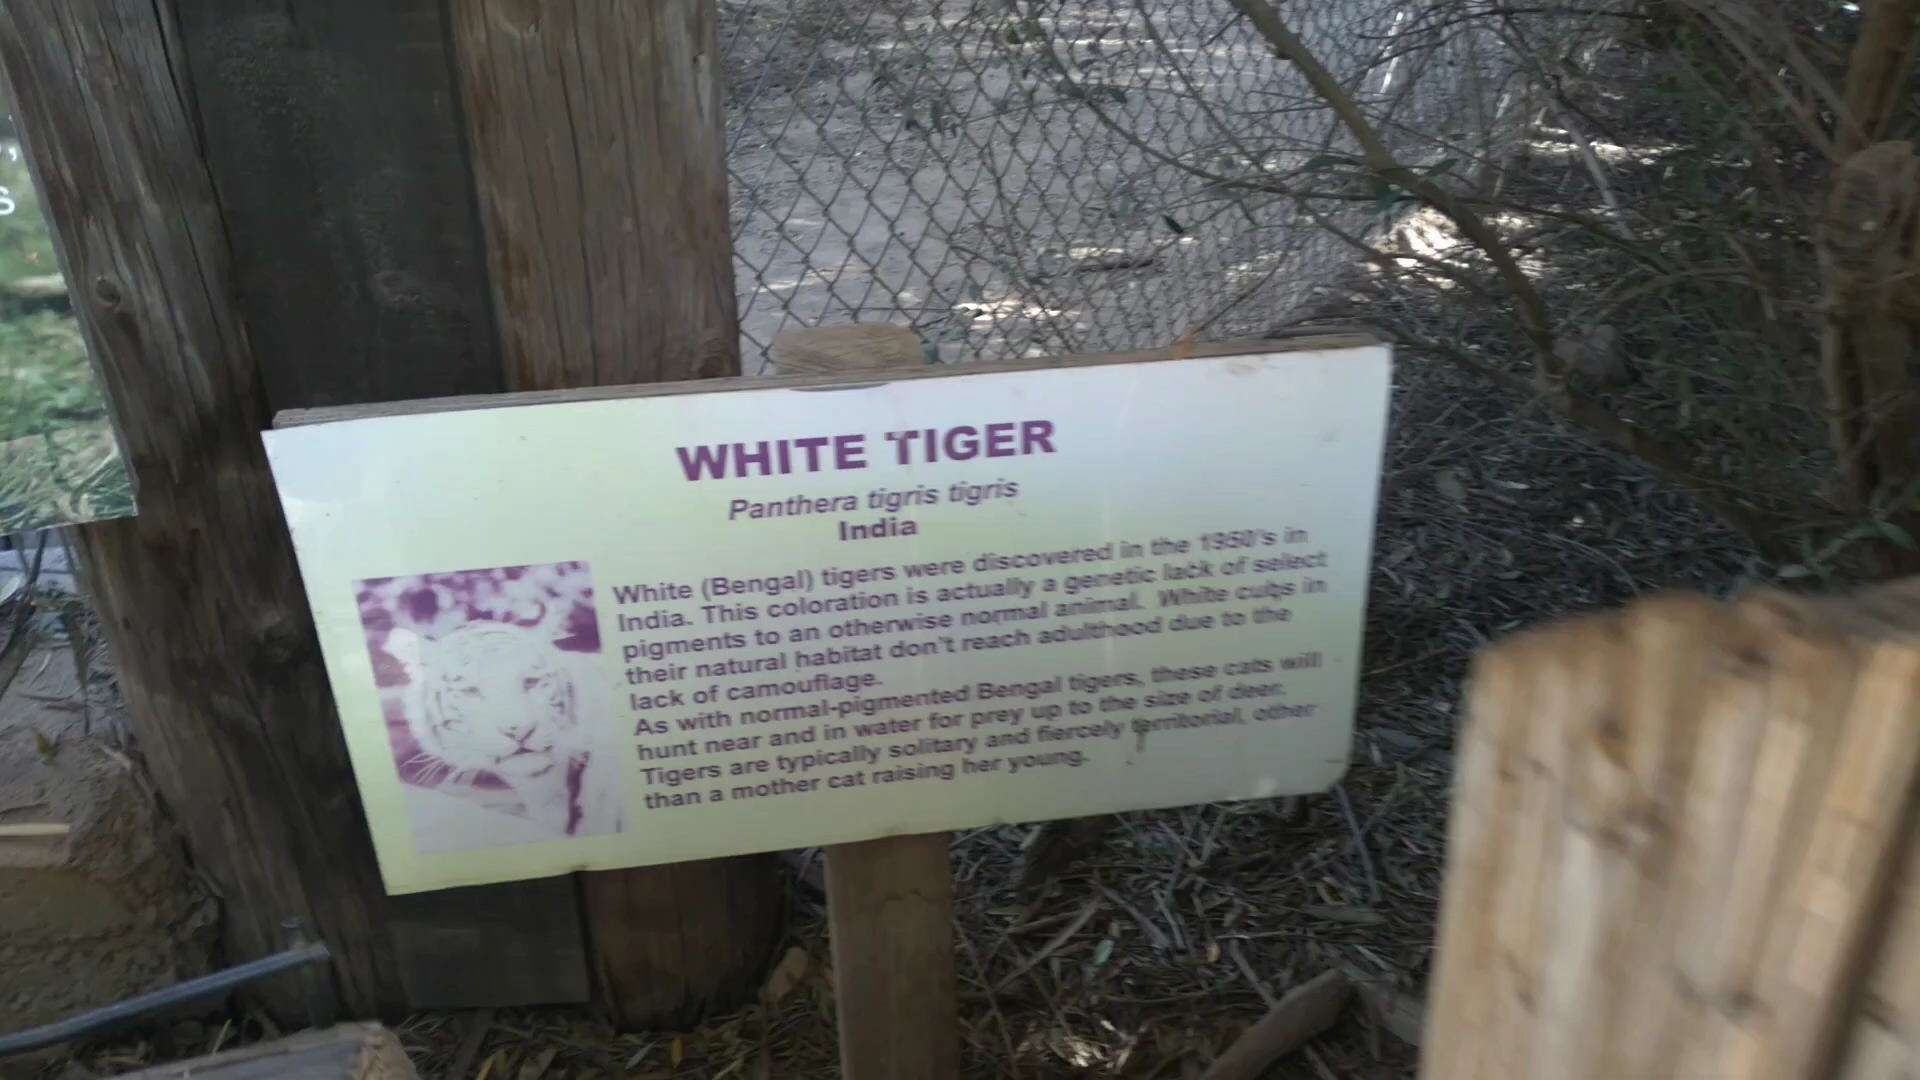 S
WHITE TIGER
Panthera tigris tigris
India
White (Bengal) tigers were discovered in the 1950's in
India. This coloration is actually a genetic lack of select
pigments to an otherwise normal animal. White cubs in
their natural habitat don't reach adulthood due to the
lack of camouflage.
As with normal-pigmented Bengal tigers, these cats will
hunt near and in water for prey up to the size of deer.
Tigers are typically solitary and fiercely territorial, other
than a mother cat raising her young.